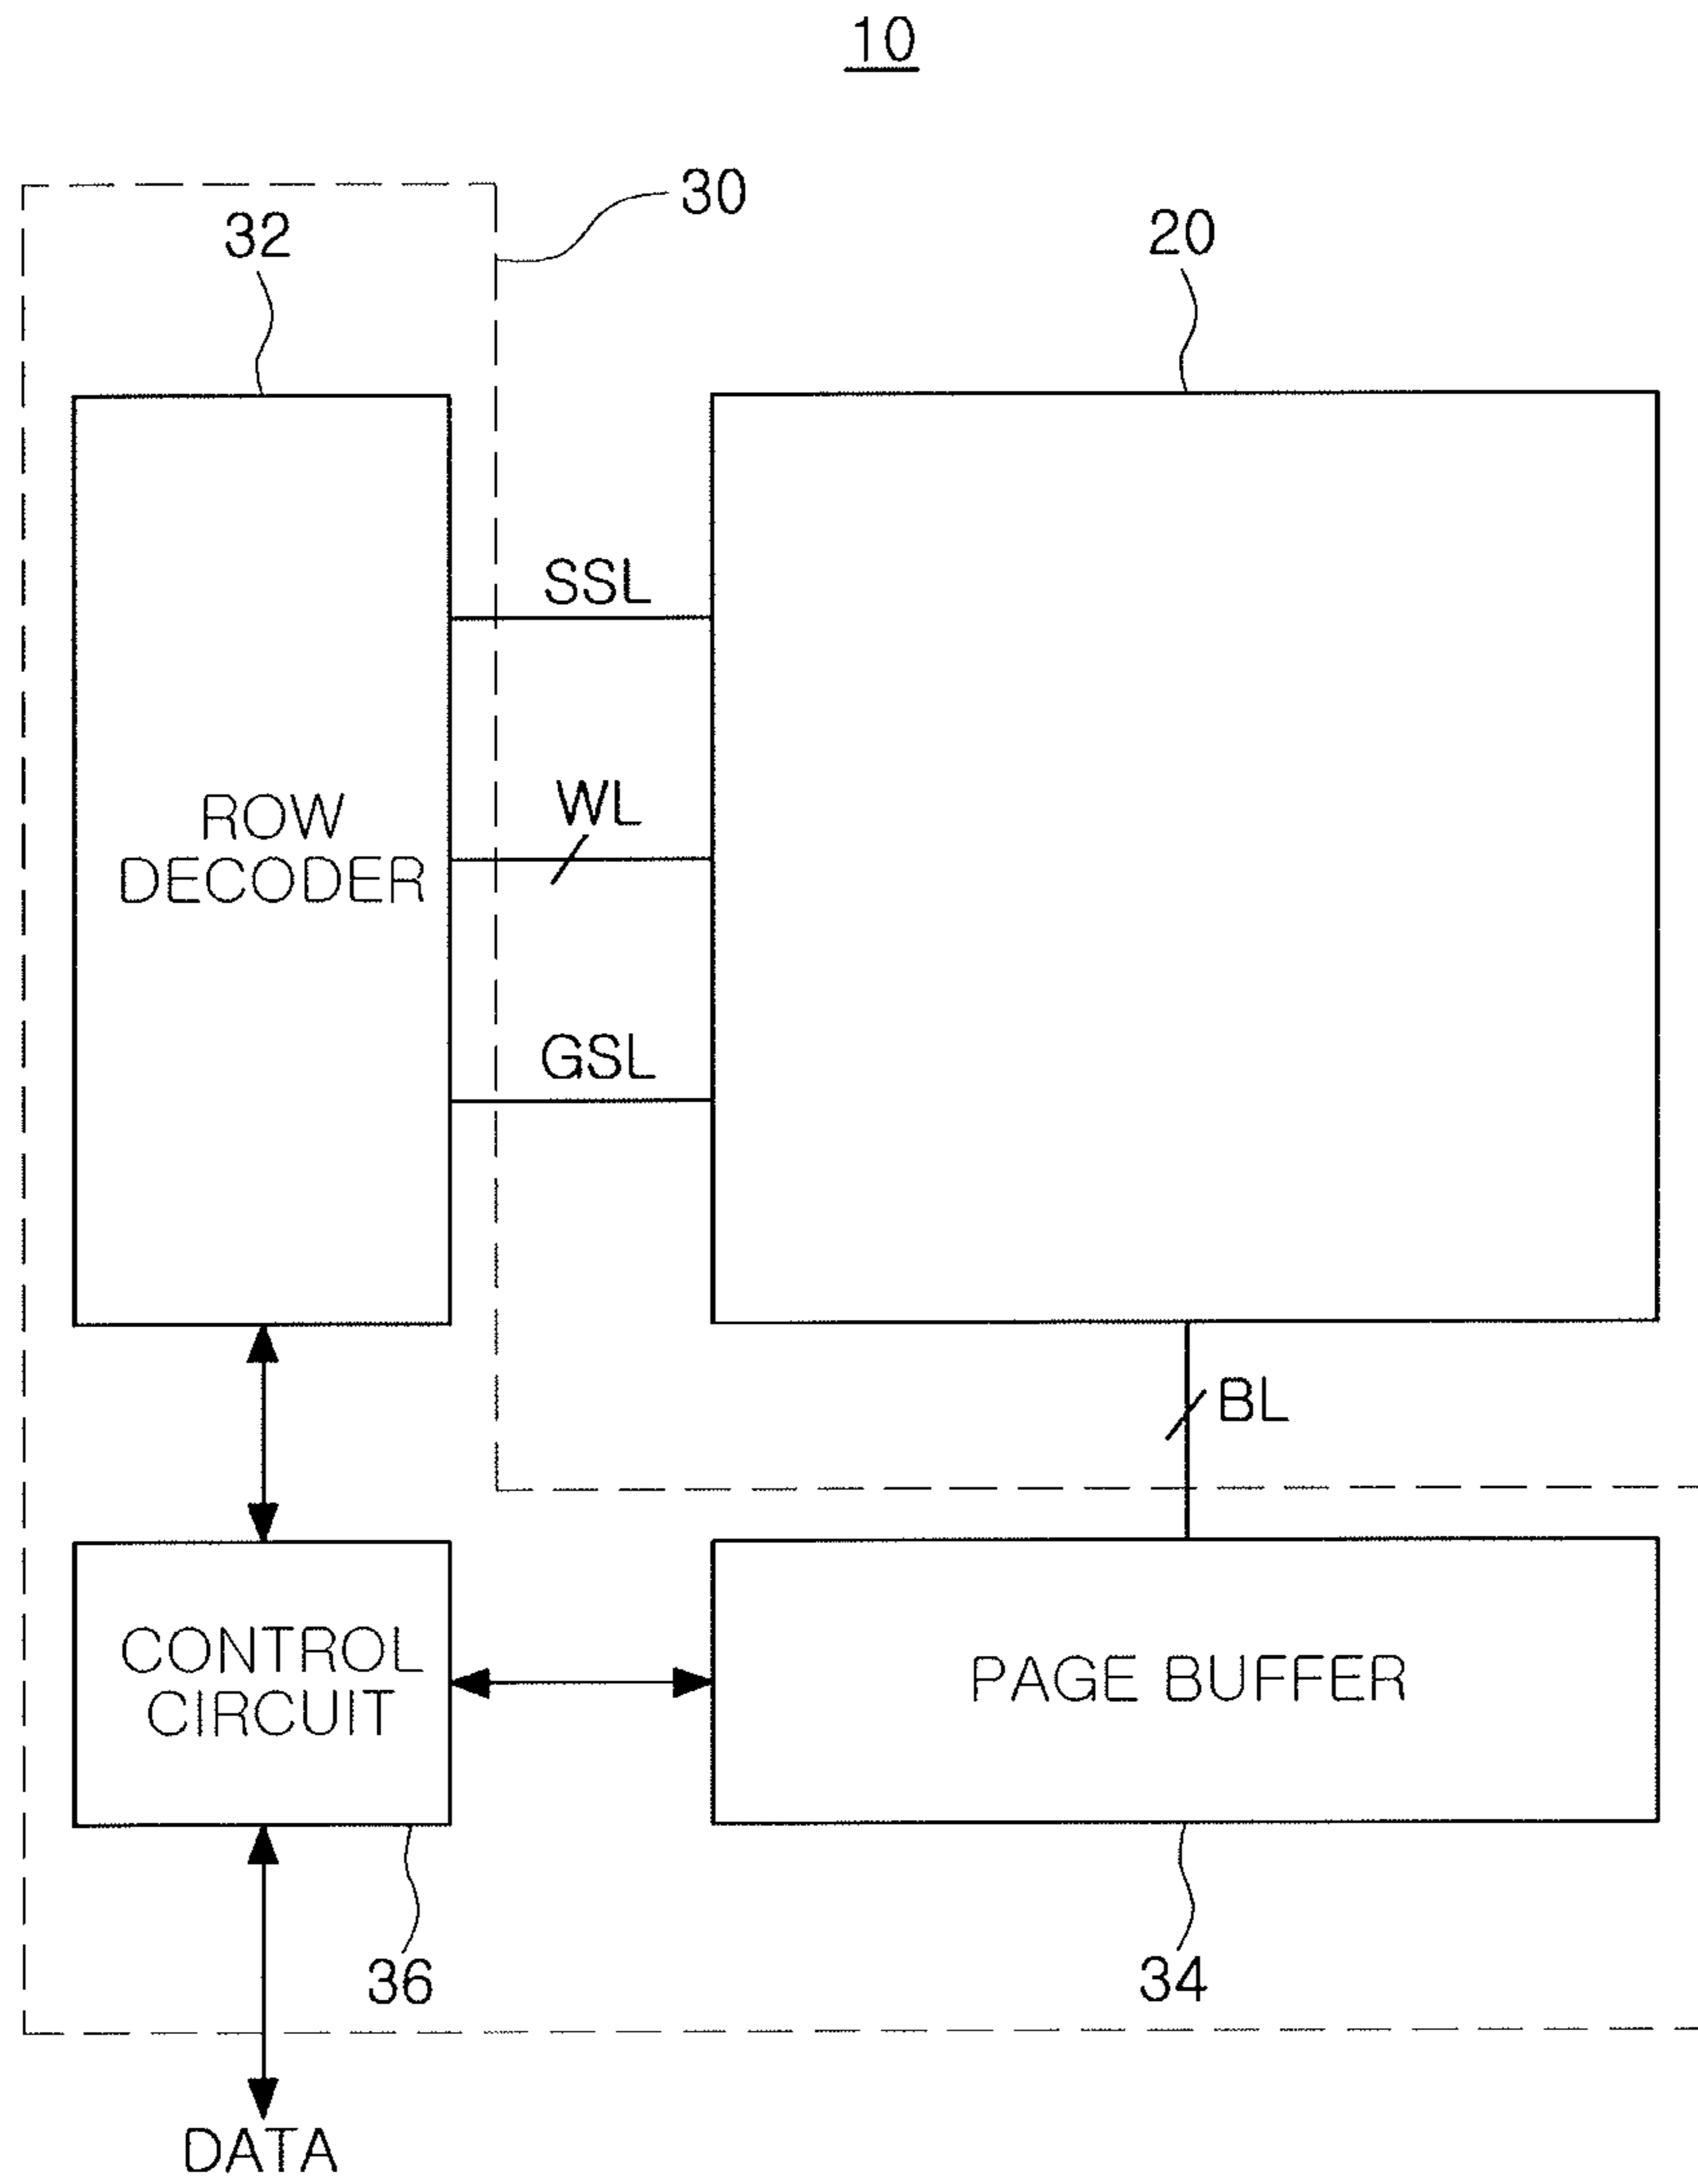 10
30
32
20
SSL
WL
ROW
DECODER
GSL
BL
CONTROL
CIRCUIT
PAGE BUFFER
36
34
DATA